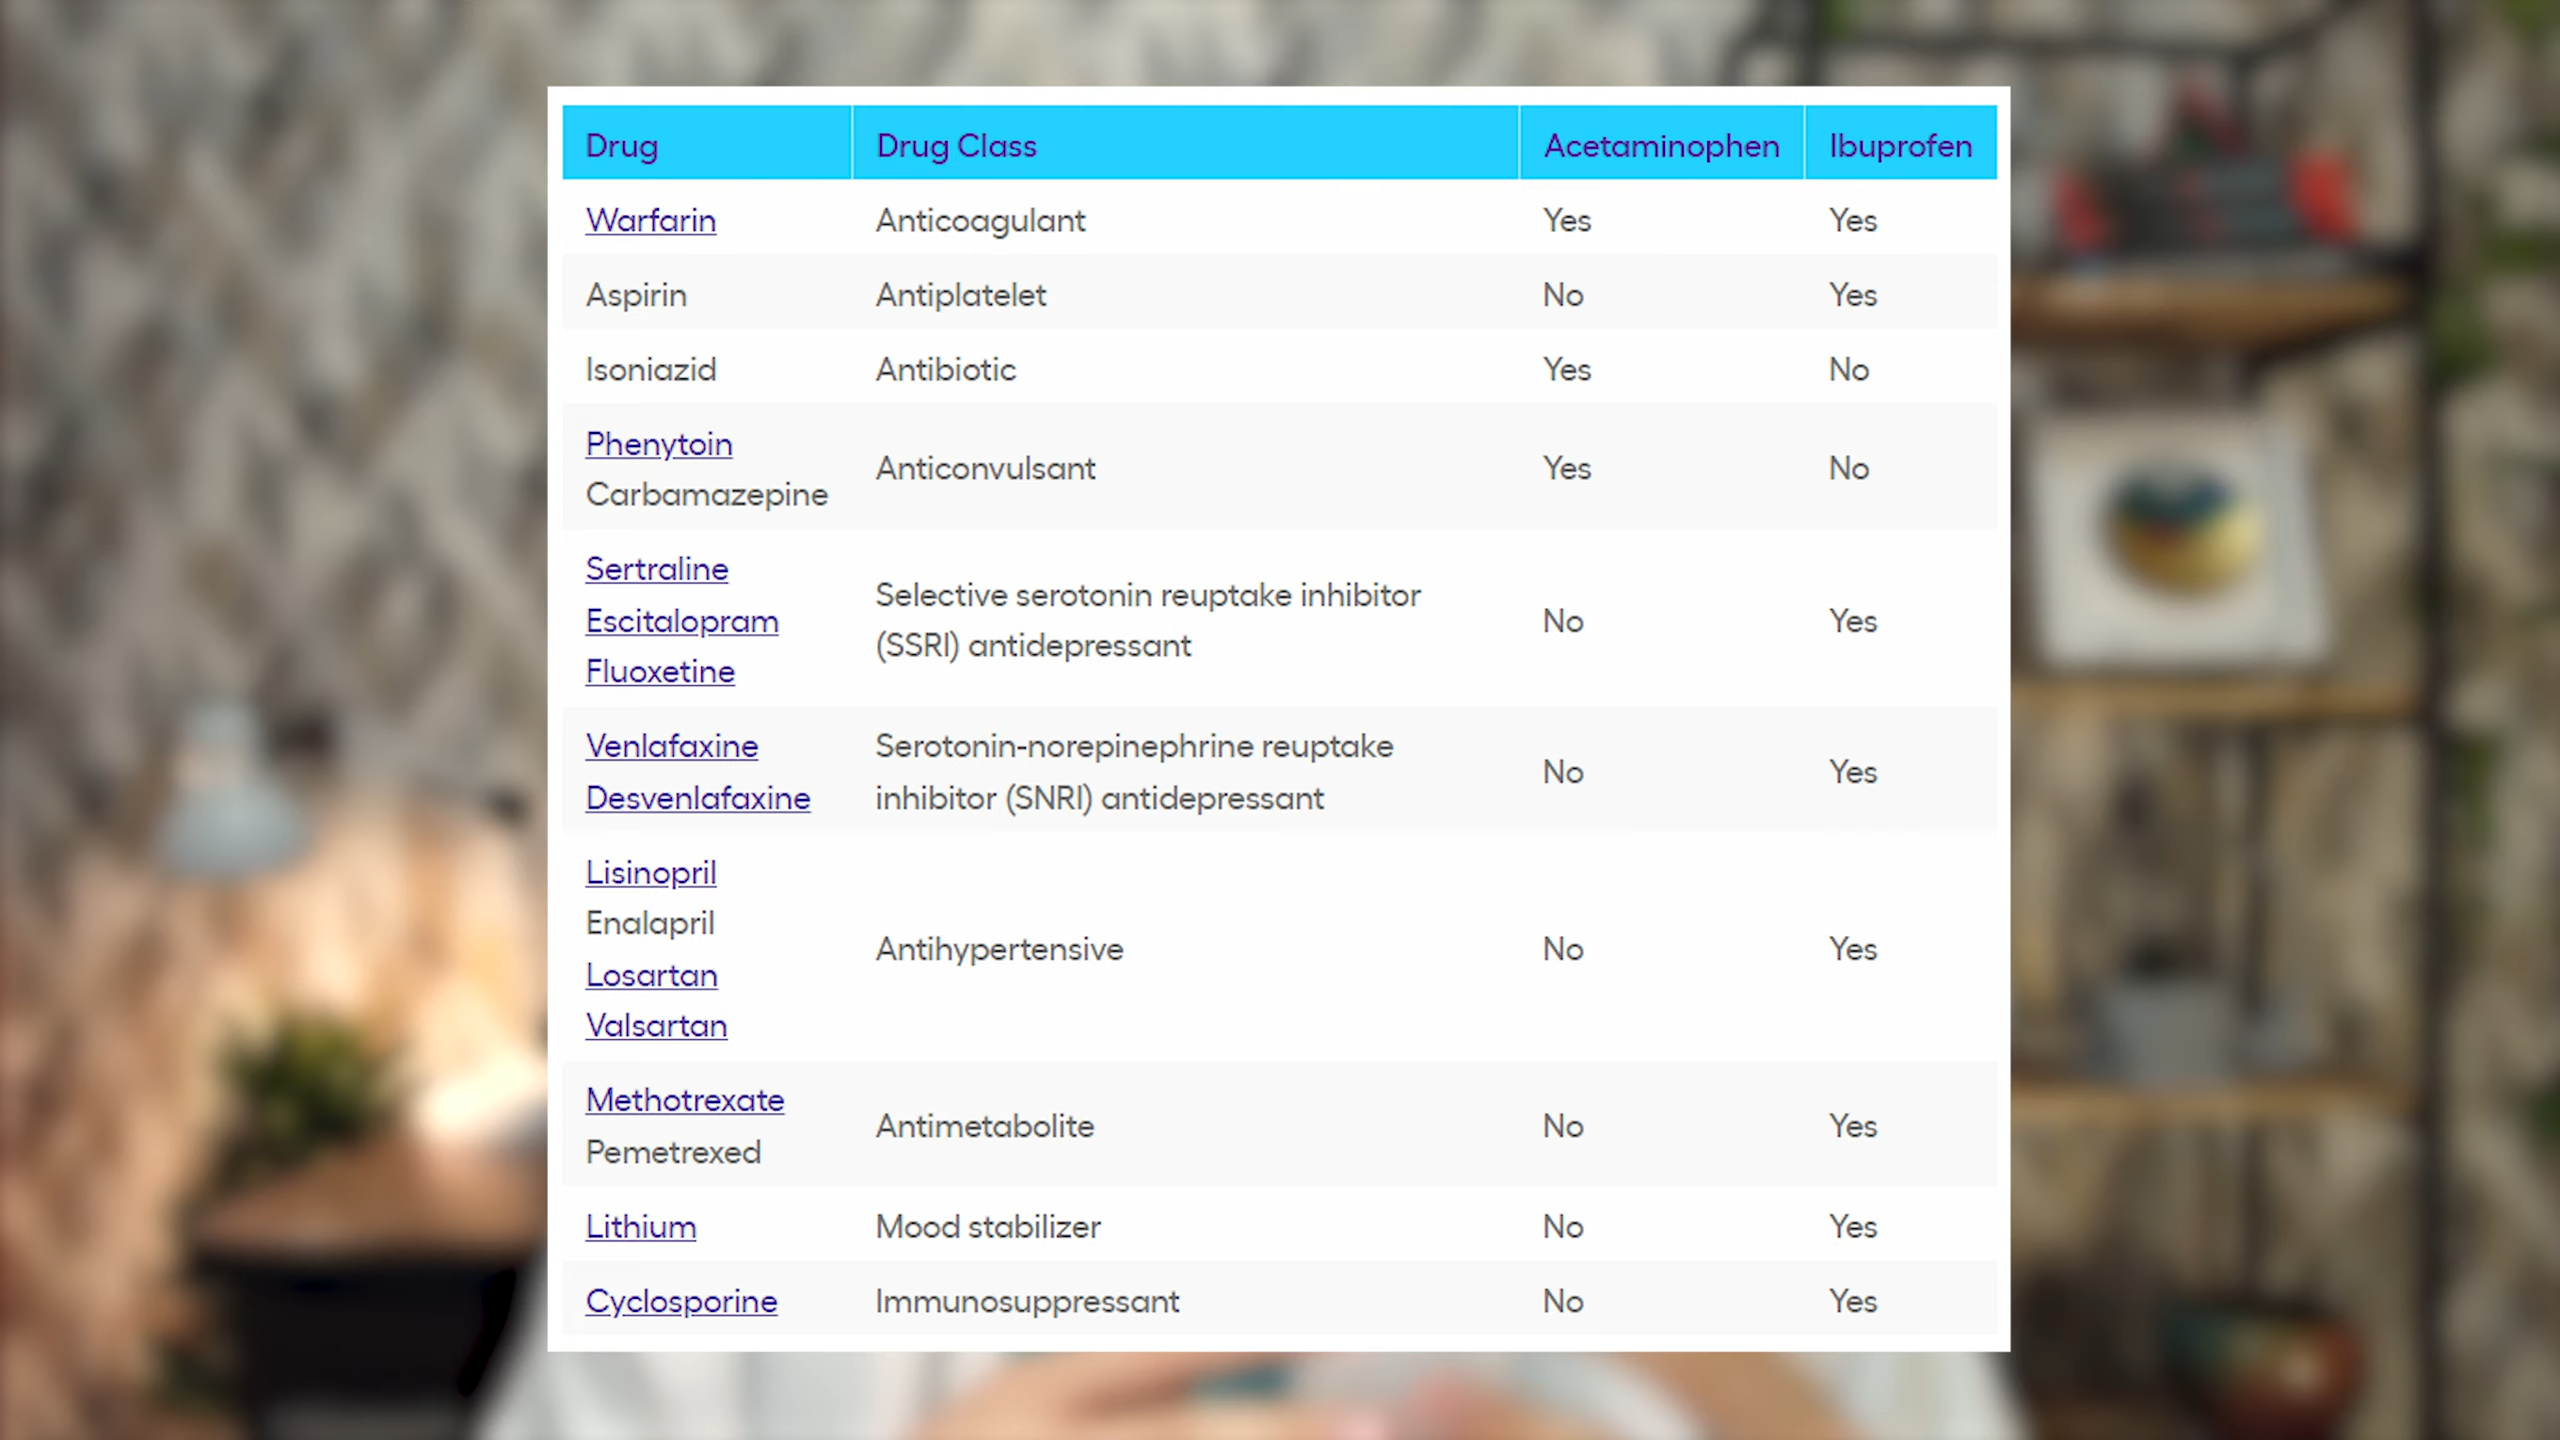 Drug Drug Class Acetaminophen Ibuprofen
Warfarin Anticoagulant Yes Yes
Aspirin Antiplatelet No Yes
Isoniazid Antibiotic Yes No
Phenytoin
Carbamazepine
Anticonvulsant Yes No
Sertraline
Escitalopram
Fluoxetine
Selective serotonin reuptake inhibitor
(SSRI) antidepressant
No Yes
Venlafaxine
Desvenlafaxine
Serotonin-norepinephrine reuptake
inhibitor (SNRI) antidepressant
No Yes
Lisinopril
Enalapril
Losartan
Valsartan
Antihypertensive No Yes
Methotrexate
Pemetrexed
Antimetabolite No Yes
Lithium Mood stabilizer No Yes
Cyclosporine Immunosuppressant No Yes